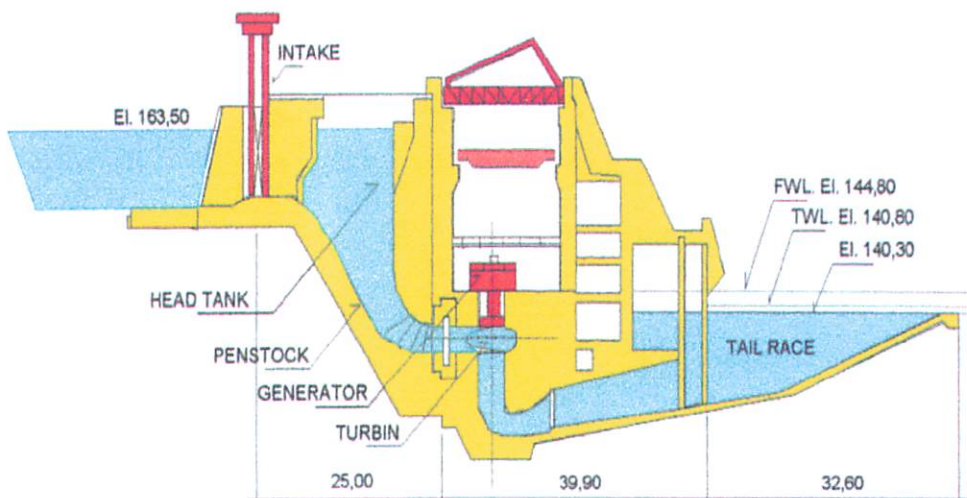 INTAKE
El. 163,50
FWL. El. 144,80
TWL. El. 140,80
El. 140,30
HEAD TANK
PENSTOCK
TAIL RACE
GENERATOR
TURBIN
25,00
39,90
32,60